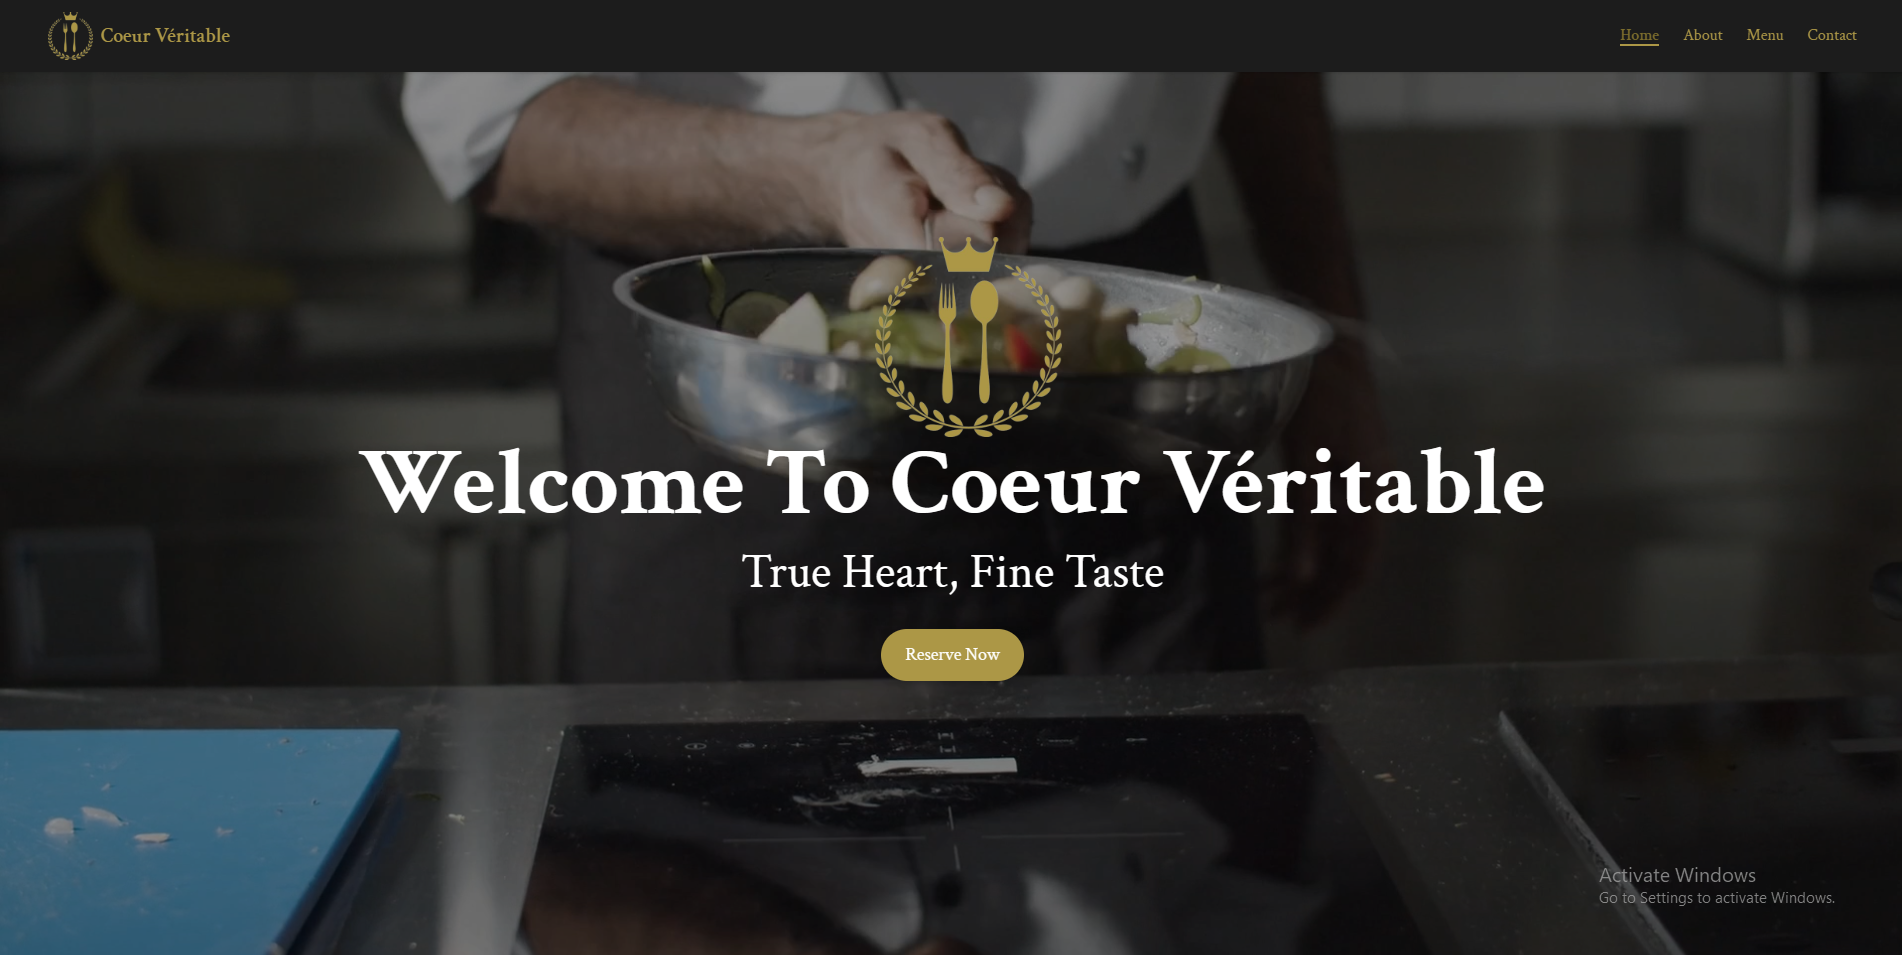 Coeur Véritable
Home About Menu Contact
Welcome To Coeur Véritable
True Heart, Fine Taste
Reserve Now
Activate Windows
Go to Settings to activate Windows.